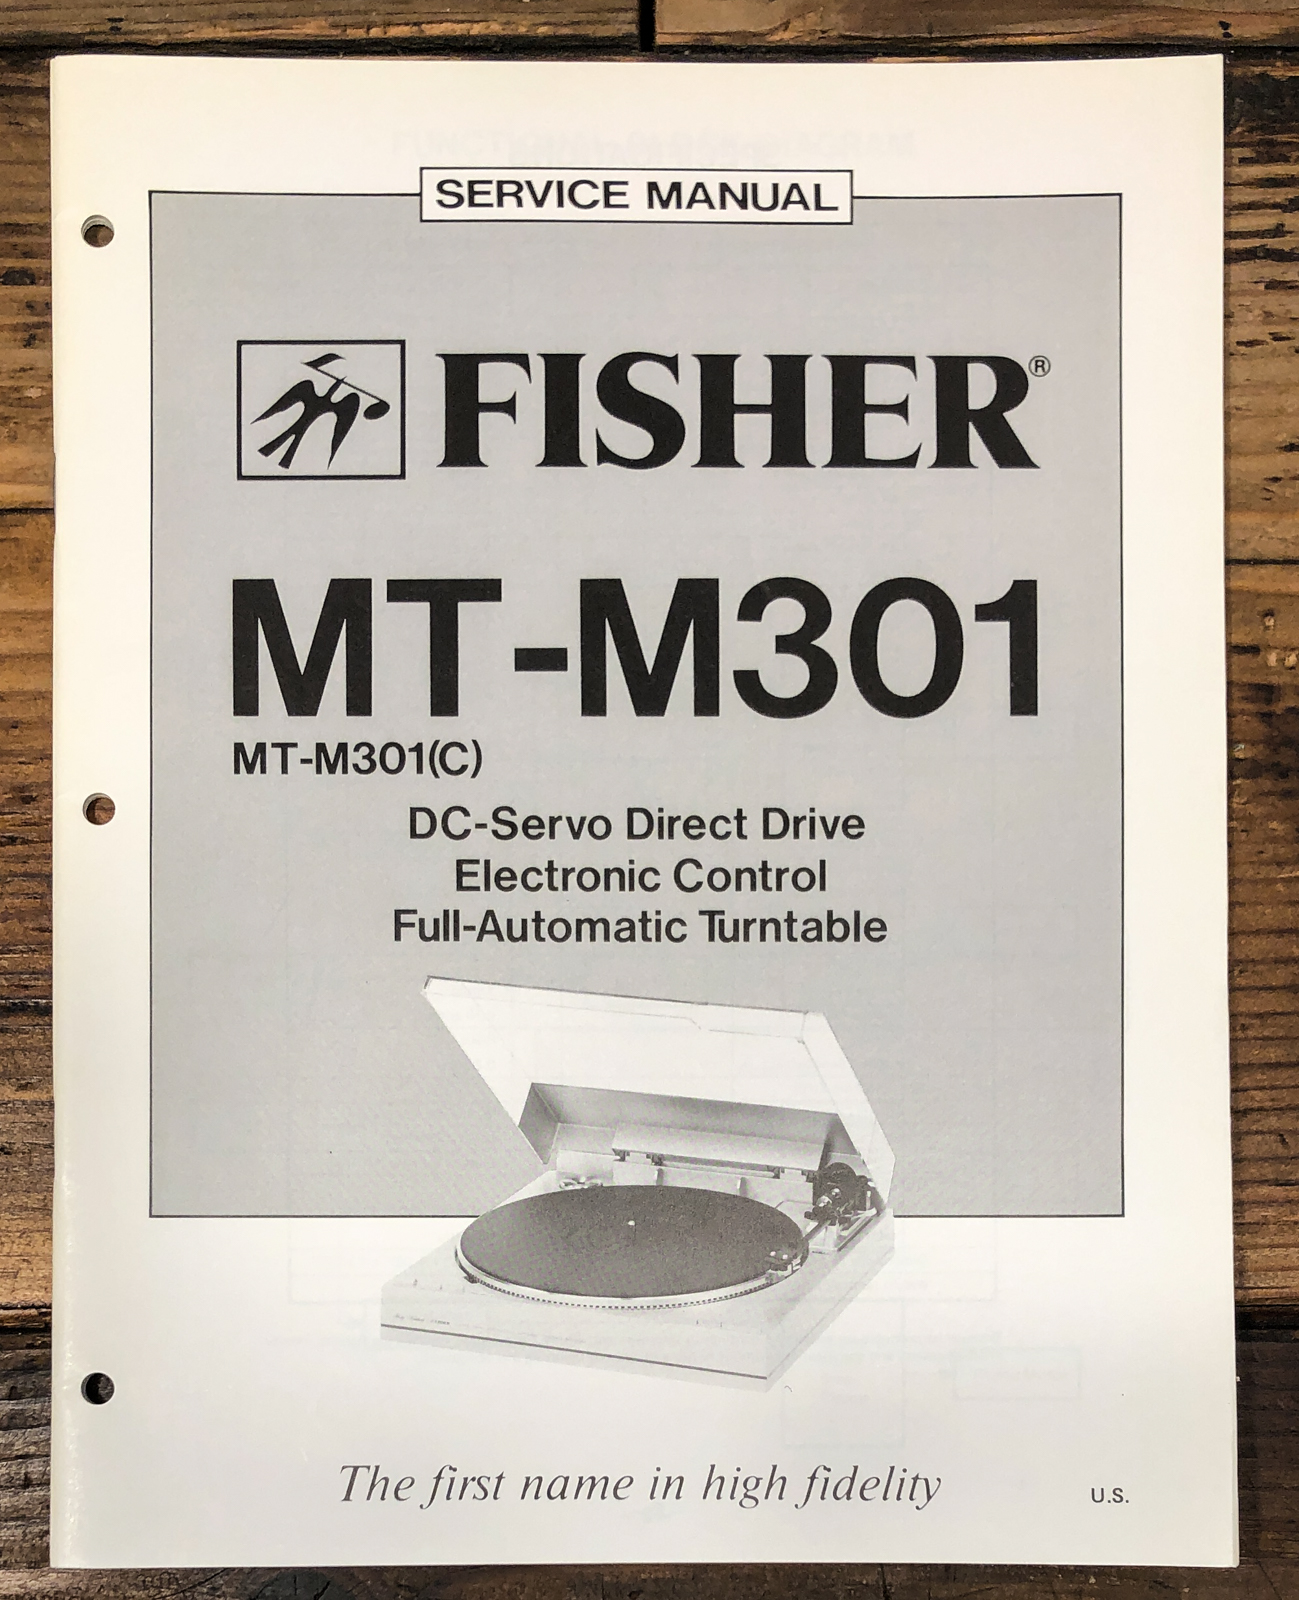 SERVICE MANUAL
FISHER®
MT-M301
MT-M301(C)
DC-Servo Direct Drive
Electronic Control
Full-Automatic Turntable
The first name in high fidelity
U.S.